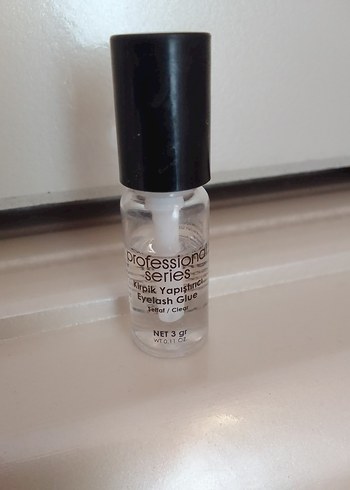 professional
series
Kirpik Yapıştırıcı
Eyelash Glue
Şeffaf / Clear
NET 3 gr
WT 0.11 OZ